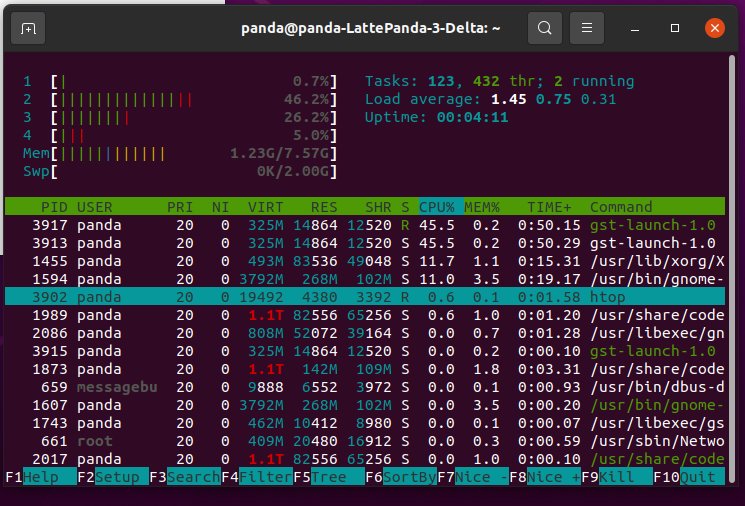 panda@panda-LattePanda-3-Delta: ~
1 [| 0.7%] Tasks: 123, 432 thr; 2 running
2 [||||||||||||||| 46.2%] Load average: 1.45 0.75 0.31
3 [|||||||| 26.2%] Uptime: 00:04:11
4 [||| 5.0%]
Mem[|||||||||||| 1.23G/7.57G]
Swp[ 0K/2.00G]
PID USER PRI NI VIRT RES SHR S CPU% MEM% TIME+ Command
3917 panda 20 0 325M 14864 12520 R 45.5 0.2 0:50.15 gst-launch-1.0
3913 panda 20 0 325M 14864 12520 S 45.5 0.2 0:50.29 gst-launch-1.0
1455 panda 20 0 493M 83536 49048 S 11.7 1.1 0:15.31 /usr/lib/xorg/X
1594 panda 20 0 3792M 268M 102M S 11.0 3.5 0:19.17 /usr/bin/gnome-
3902 panda 20 0 19492 4380 3392 R 0.6 0.1 0:01.58 htop
1989 panda 20 0 1.1T 82556 65256 S 0.6 1.0 0:01.20 /usr/share/code
2086 panda 20 0 808M 52072 39164 S 0.0 0.7 0:01.28 /usr/libexec/gn
3915 panda 20 0 325M 14864 12520 S 0.0 0.2 0:00.10 gst-launch-1.0
1873 panda 20 0 1.1T 142M 109M S 0.0 1.8 0:03.31 /usr/share/code
659 messagebu 20 0 9888 6552 3972 S 0.0 0.1 0:00.93 /usr/bin/dbus-d
1607 panda 20 0 3792M 268M 102M S 0.0 3.5 0:00.20 /usr/bin/gnome-
1743 panda 20 0 462M 10412 8980 S 0.0 0.1 0:00.07 /usr/libexec/gs
661 root 20 0 409M 20480 16912 S 0.0 0.3 0:00.59 /usr/sbin/Netwo
2017 panda 20 0 1.1T 82556 65256 S 0.0 1.0 0:00.10 /usr/share/code
F1Help F2Setup F3SearchF4FilterF5Tree F6SortByF7Nice -F8Nice +F9Kill F10Quit